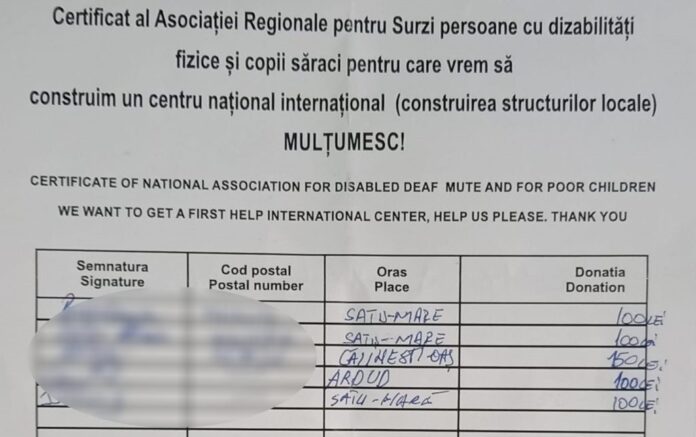 Certificat al Asociației Regionale pentru Surzi persoane cu dizabilități
fizice și copii săraci pentru care vrem să
construim un centru național internațional (construirea structurilor locale)
MULȚUMESC!
CERTIFICATE OF NATIONAL ASSOCIATION FOR DISABLED DEAF MUTE AND FOR POOR CHILDREN
WE WANT TO GET A FIRST HELP INTERNATIONAL CENTER, HELP US PLEASE. THANK YOU
Semnatura Cod postal Oras Donatia
Signature Postal number Place Donation
SATU-MARE 100LEI
SATU-MARE 100LEI
150LEI
ARDUD 100LEI
SATU-MARE 100LEI